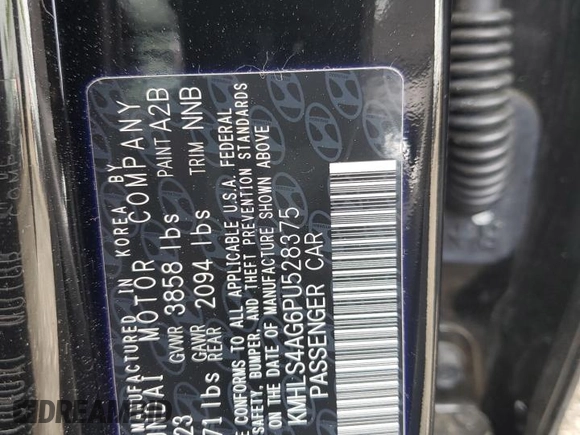 MANUFACTURED IN KOREA BY
HYUNDAI MOTOR COMPANY
GVWR 3858 lbs PAINT A2B
23
GAWR
REAR 2094 lbs TRIM NNB
71 lbs
CONFORMS TO ALL APPLICABLE U.S.A. FEDERAL
SAFETY, BUMPER AND THEFT PREVENTION STANDARDS
DATE OF MANUFACTURE SHOWN ABOVE
KMHLS4AG6PU528375
PASSENGER CAR
IDREAMBID